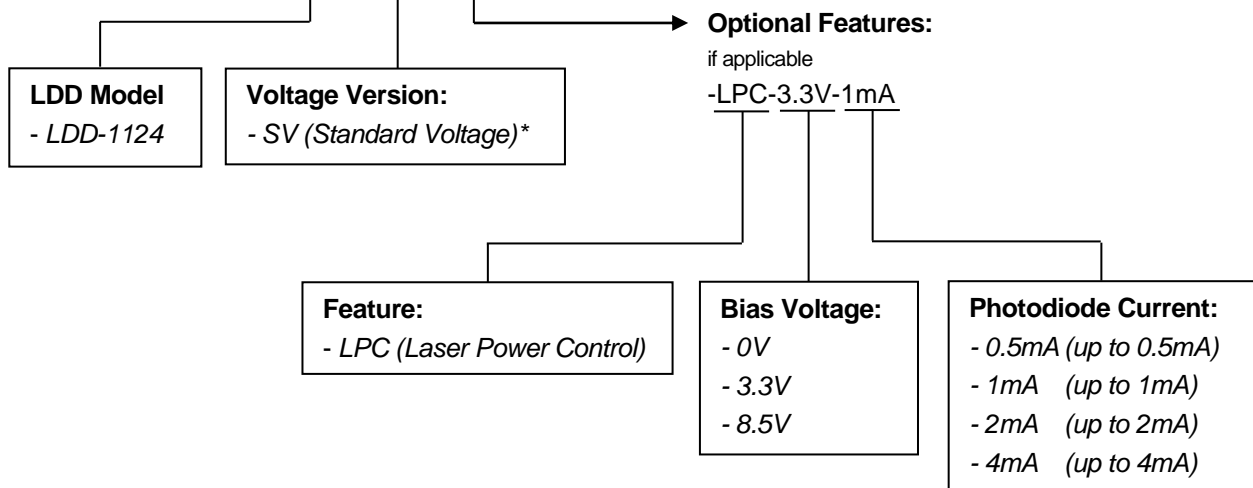 Optional Features:
if applicable
-LPC-3.3V-1mA
LDD Model
- LDD-1124
Voltage Version:
- SV (Standard Voltage)*
Feature:
- LPC (Laser Power Control)
Bias Voltage:
- 0V
- 3.3V
- 8.5V
Photodiode Current:
- 0.5mA (up to 0.5mA)
- 1mA (up to 1mA)
- 2mA (up to 2mA)
- 4mA (up to 4mA)